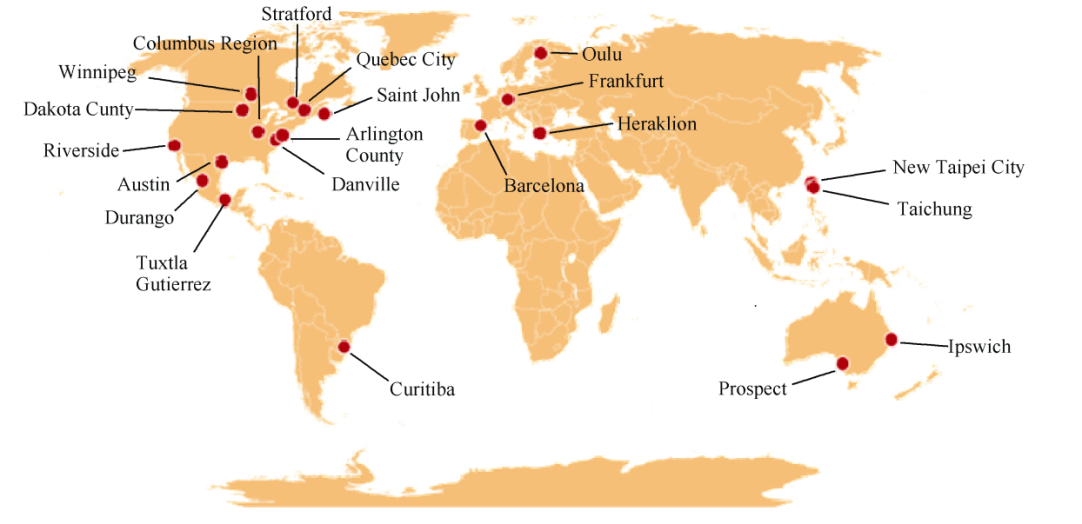 Stratford
Columbus Region
Quebec City
Winnipeg
Saint John
Dakota Cunty
Arlington
County
Riverside
Danville
Austin
Durango
Tuxtla
Gutierrez
Curitiba
Oulu
Frankfurt
Heraklion
Barcelona
New Taipei City
Taichung
Ipswich
Prospect